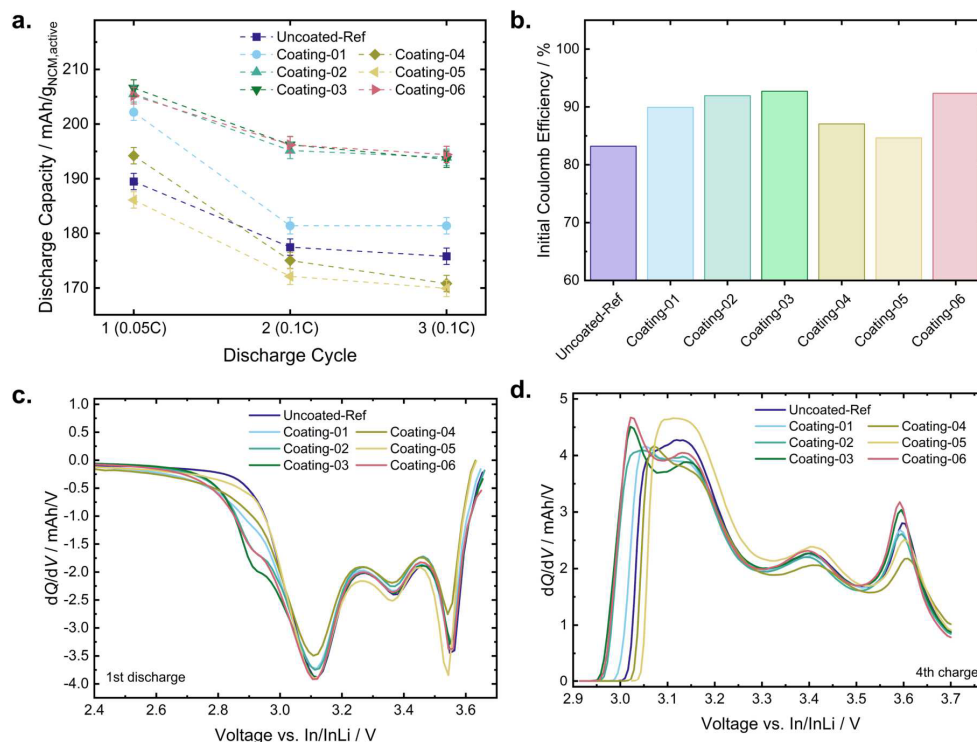 a.
Discharge Capacity / mAh/gNCM,active
210
205
200
195
190
185
180
175
170
Uncoated-Ref
Coating-01
Coating-02
Coating-03
Coating-04
Coating-05
Coating-06
1 (0.05C)
2 (0.1C)
3 (0.1C)
Discharge Cycle
b.
Initial Coulomb Efficiency / %
100
90
80
70
60
Uncoated-Ref
Coating-01
Coating-02
Coating-03
Coating-04
Coating-05
Coating-06
c.
dQ/dV / mAh/V
1.0
0.5
0.0
-0.5
-1.0
-1.5
-2.0
-2.5
-3.0
-3.5
-4.0
Uncoated-Ref
Coating-01
Coating-02
Coating-03
Coating-04
Coating-05
Coating-06
1st discharge
2.4
2.6
2.8
3.0
3.2
3.4
3.6
Voltage vs. In/InLi / V
d.
dQ/dV / mAh/V
5
4
3
2
1
0
Uncoated-Ref
Coating-01
Coating-02
Coating-03
Coating-04
Coating-05
Coating-06
4th charge
2.9
3.0
3.1
3.2
3.3
3.4
3.5
3.6
3.7
Voltage vs. In/InLi / V